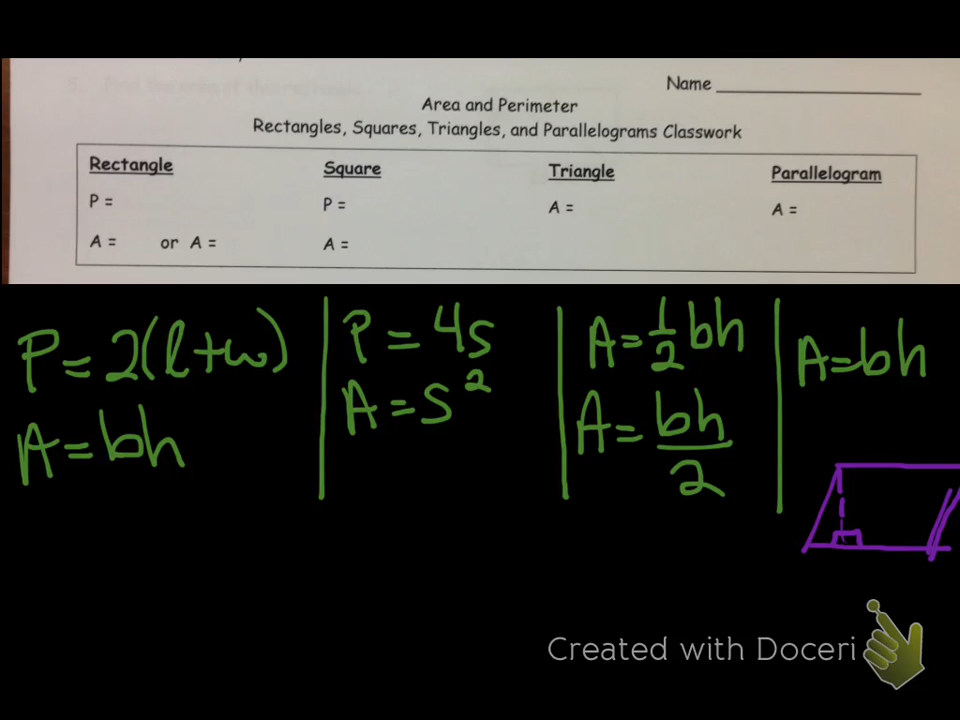 Name
Area and Perimeter
Rectangles, Squares, Triangles, and Parallelograms Classwork
Rectangle Square Triangle Parallelogram
P = P = A = A =
A = or A = A =
P = 2(l+w) P = 4s A = 1/2 bh A = bh
A = bh A = s² A = bh/2
Created with Doceri